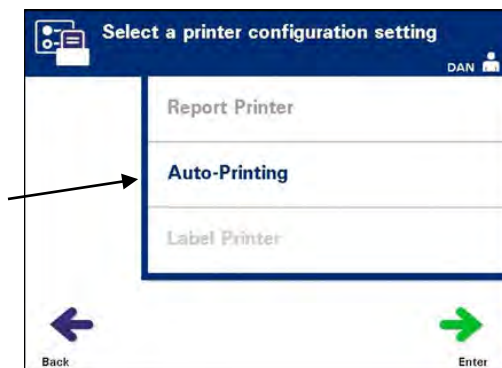 Select a printer configuration setting
DAN
Report Printer
Auto-Printing
Label Printer
Back
Enter